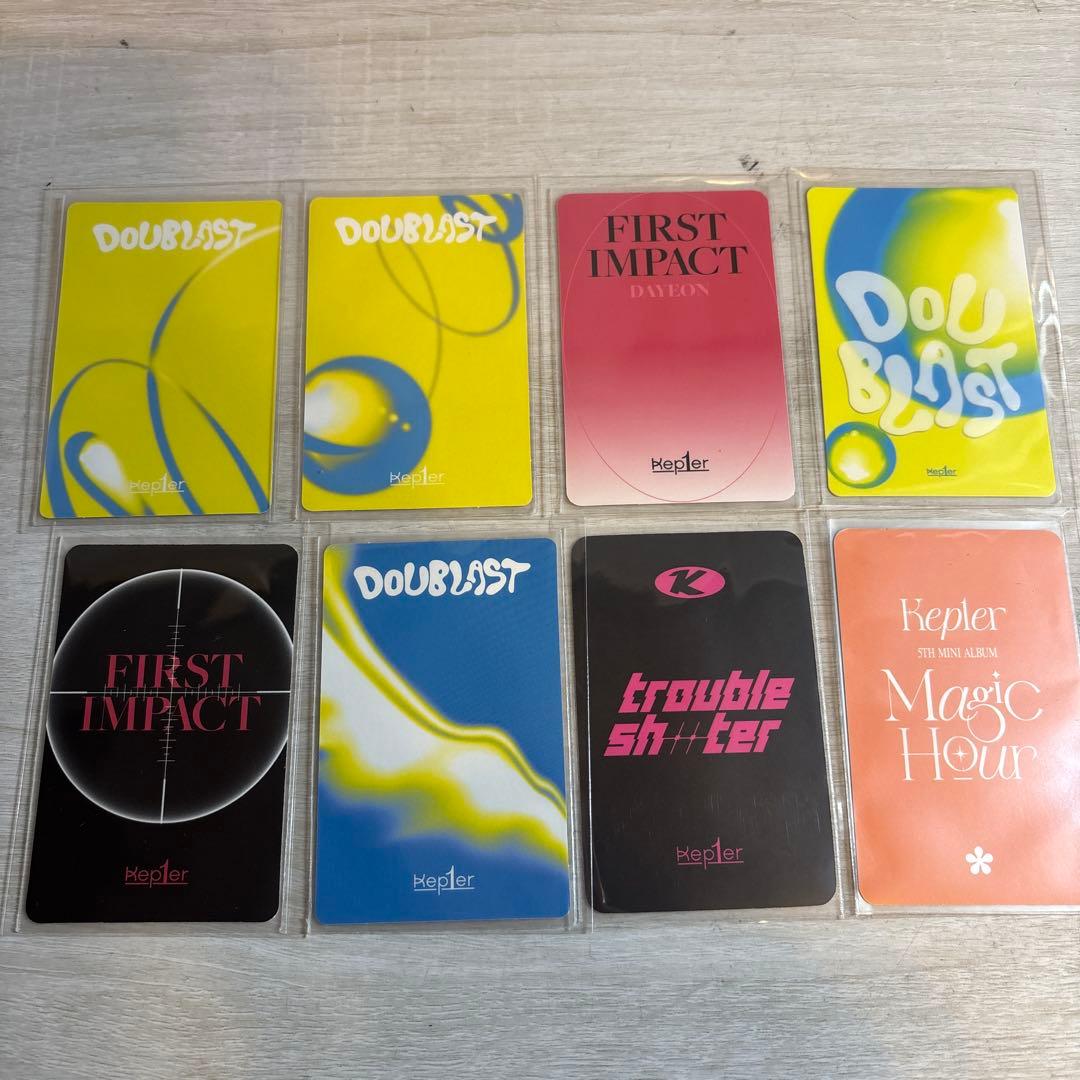 DOUBLAST
Kep1er
DOUBLAST
Kep1er
FIRST
IMPACT
DAYEON
Kep1er
DOU
BLAST
Kep1er
FIRST
IMPACT
Kep1er
DOUBLAST
Kep1er
K
trouble
sh**ter
Kep1er
Kep1er
5TH MINI ALBUM
Magic
Hour